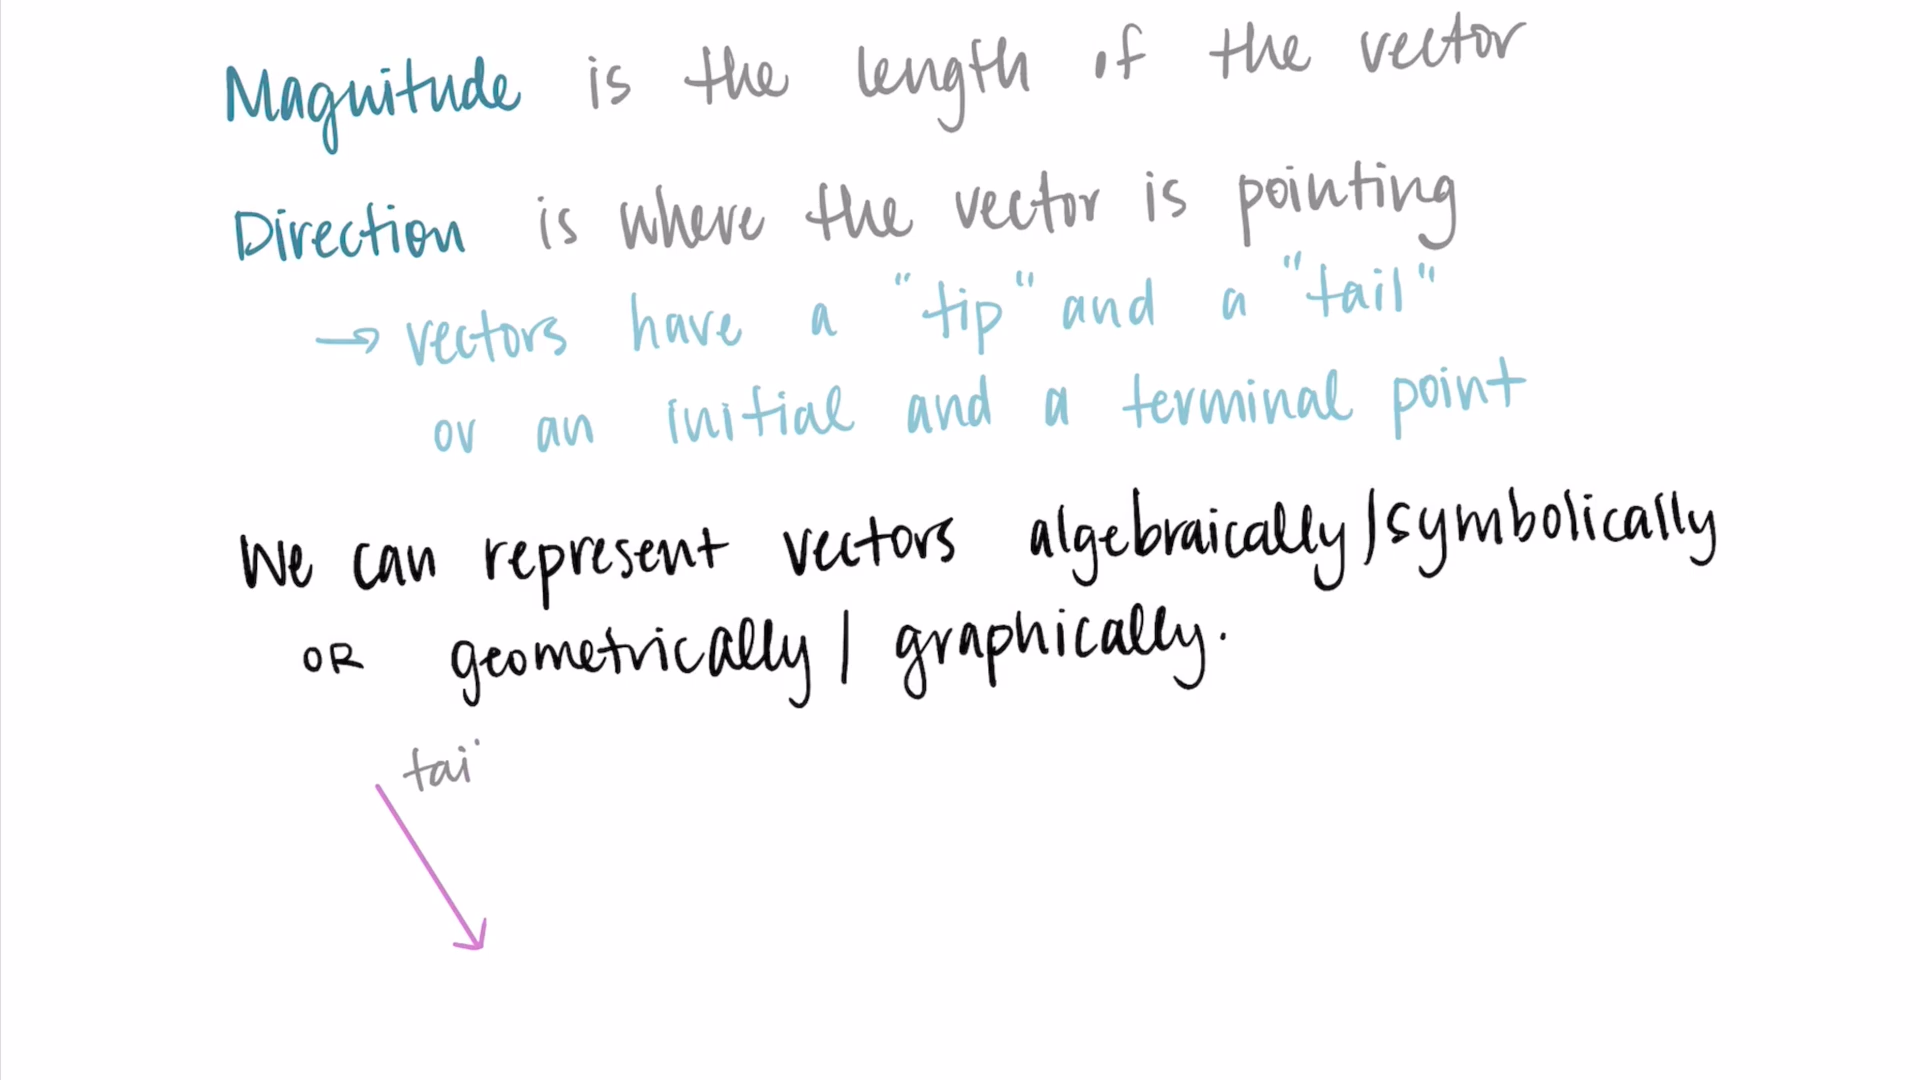 Magnitude is the length of the vector
Direction is where the vector is pointing
→ vectors have a "tip" and a "tail"
or an initial and a terminal point
We can represent vectors algebraically/symbolically
OR geometrically/ graphically.
tai